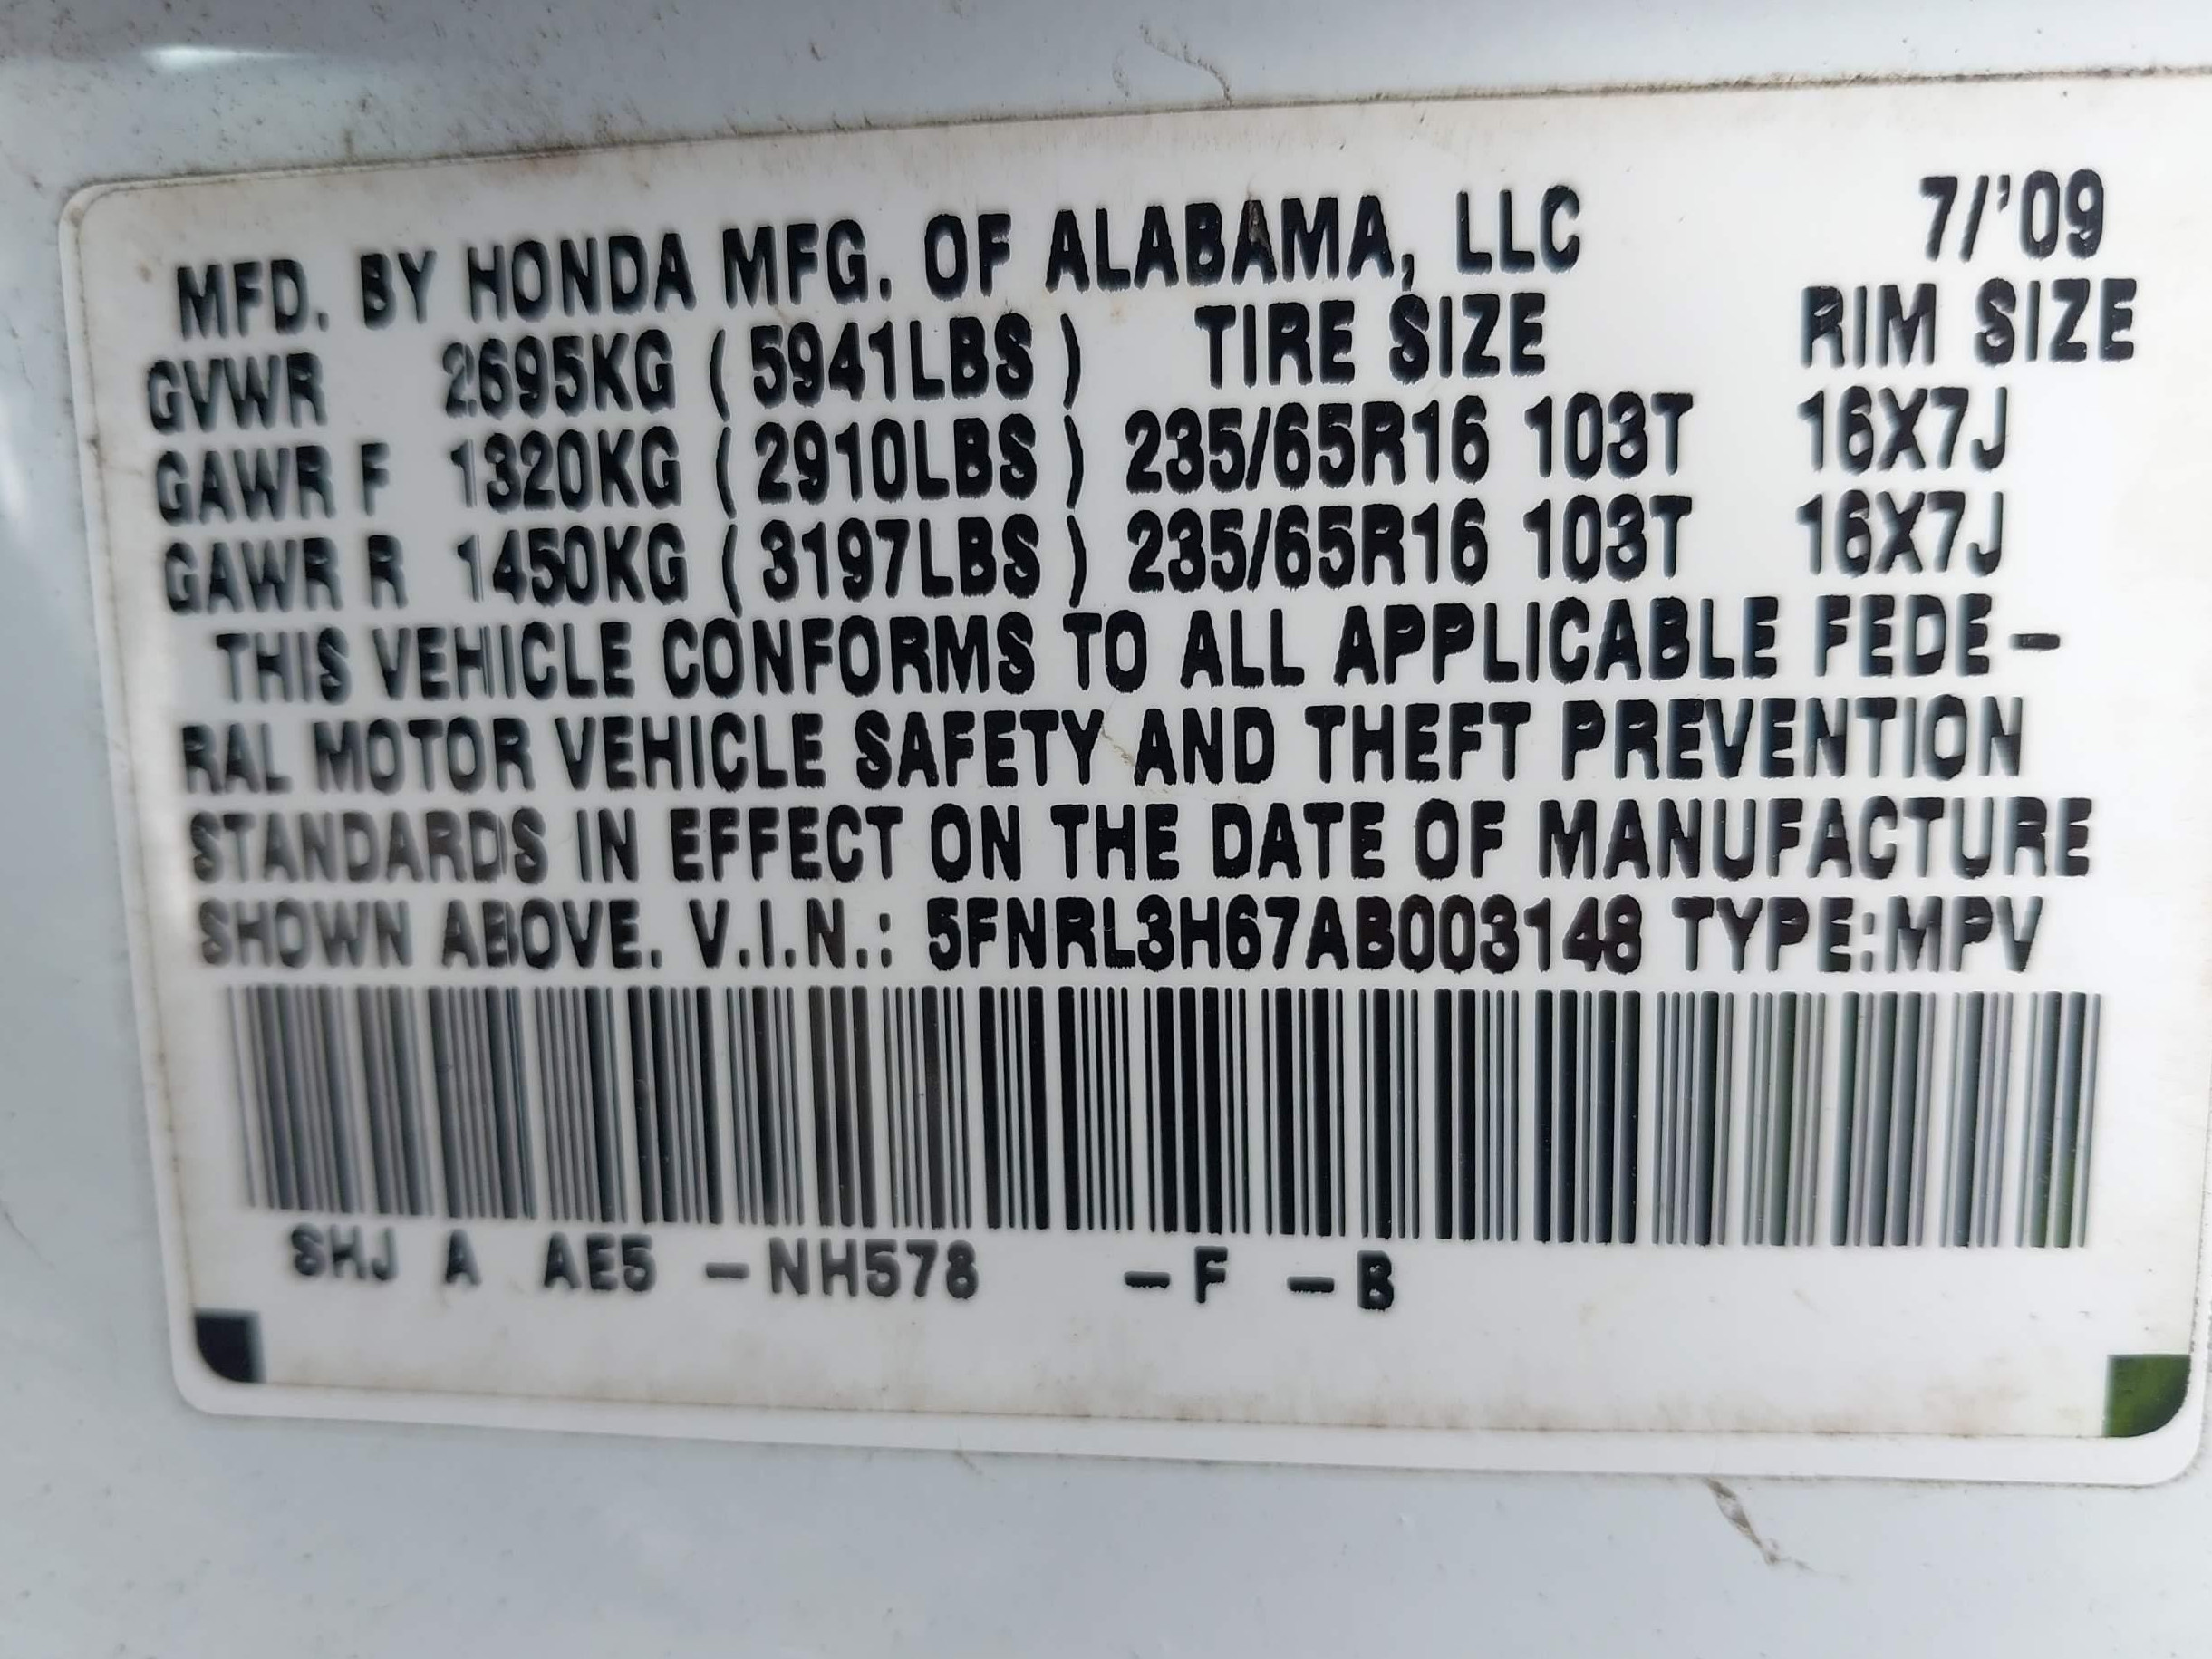 MFD. BY HONDA MFG. OF ALABAMA, LLC 7/'09
GVWR 2695KG ( 5941LBS ) TIRE SIZE RIM SIZE
GAWR F 1320KG ( 2910LBS ) 235/65R16 103T 16X7J
GAWR R 1450KG ( 3197LBS ) 235/65R16 103T 16X7J
THIS VEHICLE CONFORMS TO ALL APPLICABLE FEDE-
RAL MOTOR VEHICLE SAFETY AND THEFT PREVENTION
STANDARDS IN EFFECT ON THE DATE OF MANUFACTURE
SHOWN ABOVE. V.I.N.: 5FNRL3H67AB003148 TYPE:MPV
SHJ A AE5 -NH578 -F -B